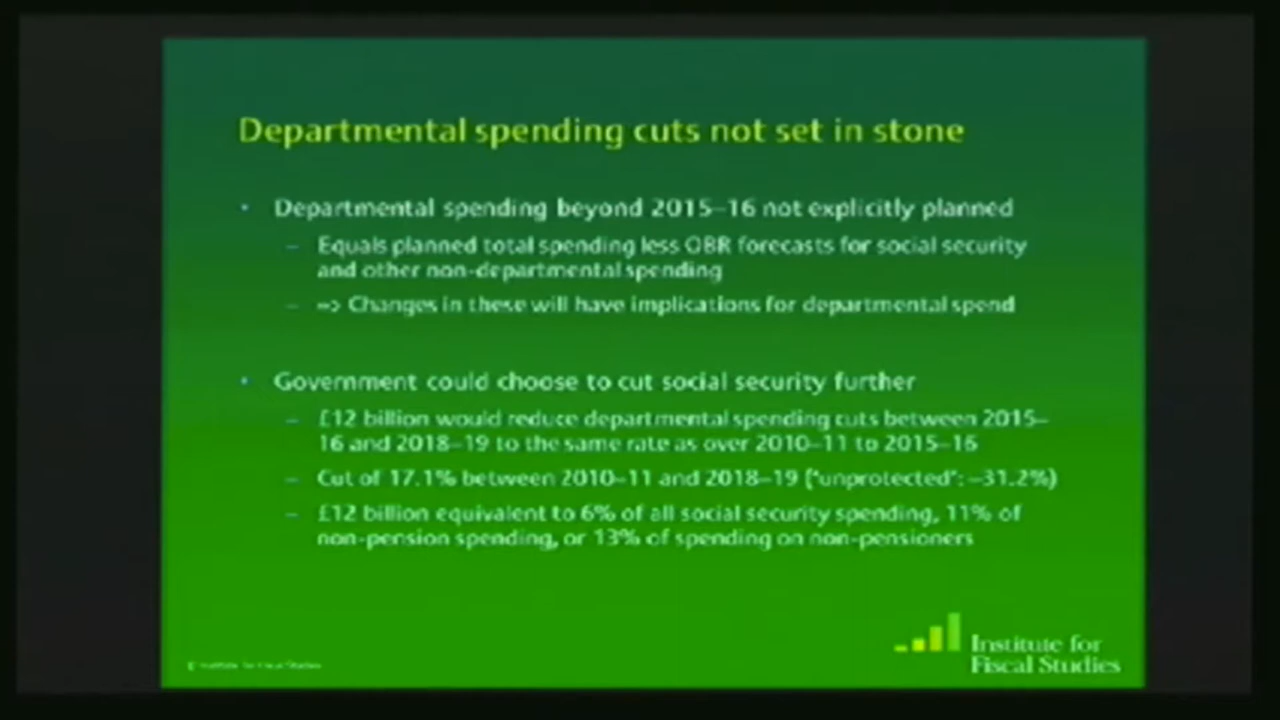 Departmental spending cuts not set in stone
• Departmental spending beyond 2015–16 not explicitly planned
– Equals planned total spending less OBR forecasts for social security
and other non-departmental spending
– => Changes in these will have implications for departmental spend
• Government could choose to cut social security further
– £12 billion would reduce departmental spending cuts between 2015–
16 and 2018–19 to the same rate as over 2010–11 to 2015–16
– Cut of 17.1% between 2010–11 and 2018–19 ('unprotected': –31.2%)
– £12 billion equivalent to 6% of all social security spending, 11% of
non-pension spending, or 13% of spending on non-pensioners
© Institute for Fiscal Studies
Institute for
Fiscal Studies